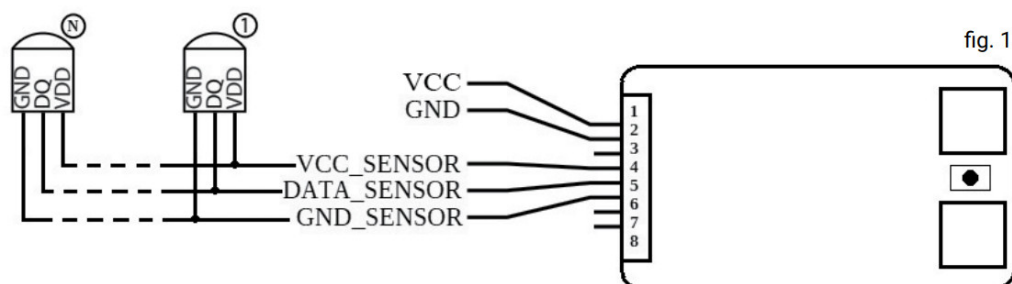 fig. 1
N
1
GND
DQ
VDD
GND
DQ
VDD
VCC
GND
VCC_SENSOR
DATA_SENSOR
GND_SENSOR
1
2
3
4
5
6
7
8